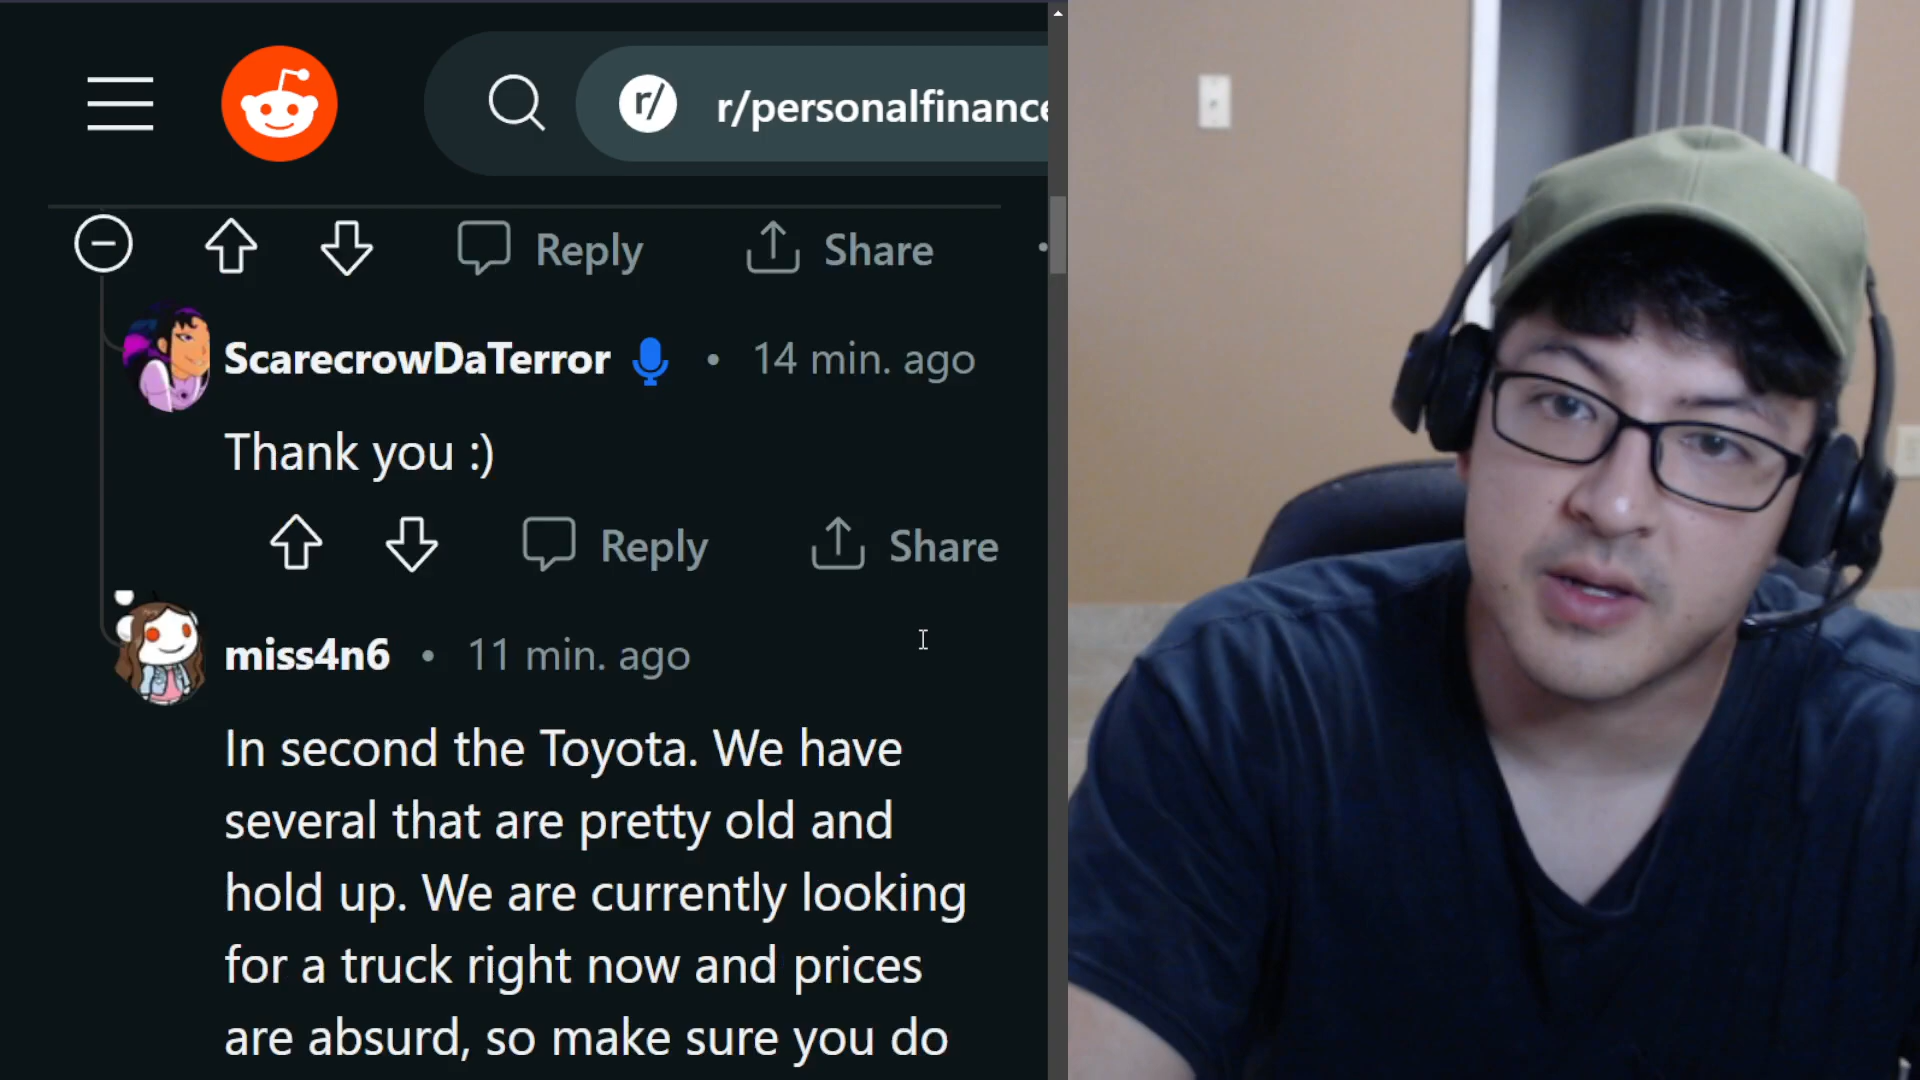 r/ r/personalfinance
Reply Share
ScarecrowDaTerror • 14 min. ago
Thank you :)
Reply Share
miss4n6 • 11 min. ago
In second the Toyota. We have
several that are pretty old and
hold up. We are currently looking
for a truck right now and prices
are absurd, so make sure you do